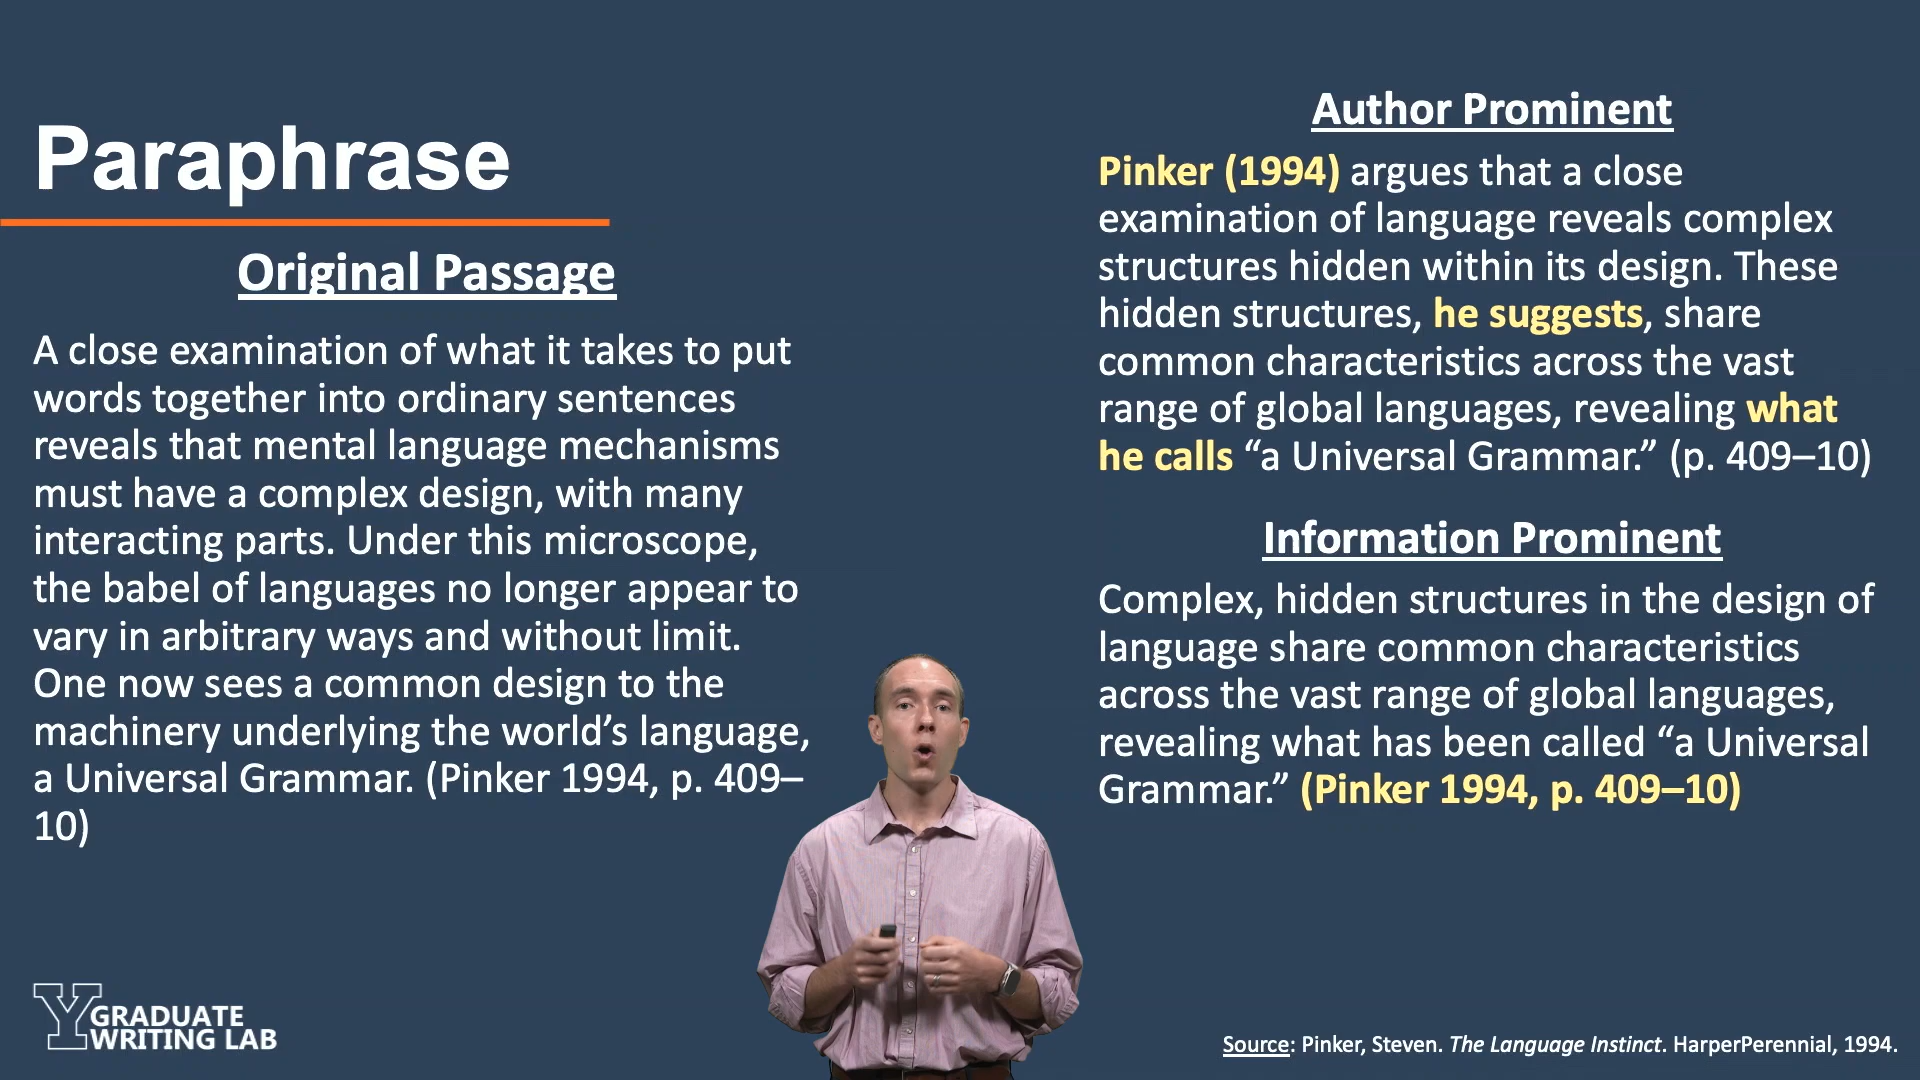 Paraphrase
Original Passage
A close examination of what it takes to put
words together into ordinary sentences
reveals that mental language mechanisms
must have a complex design, with many
interacting parts. Under this microscope,
the babel of languages no longer appear to
vary in arbitrary ways and without limit.
One now sees a common design to the
machinery underlying the world’s language,
a Universal Grammar. (Pinker 1994, p. 409–
10)
Author Prominent
Pinker (1994) argues that a close
examination of language reveals complex
structures hidden within its design. These
hidden structures, he suggests, share
common characteristics across the vast
range of global languages, revealing what
he calls “a Universal Grammar.” (p. 409–10)
Information Prominent
Complex, hidden structures in the design of
language share common characteristics
across the vast range of global languages,
revealing what has been called “a Universal
Grammar.” (Pinker 1994, p. 409–10)
Y GRADUATE
WRITING LAB
Source: Pinker, Steven. The Language Instinct. HarperPerennial, 1994.